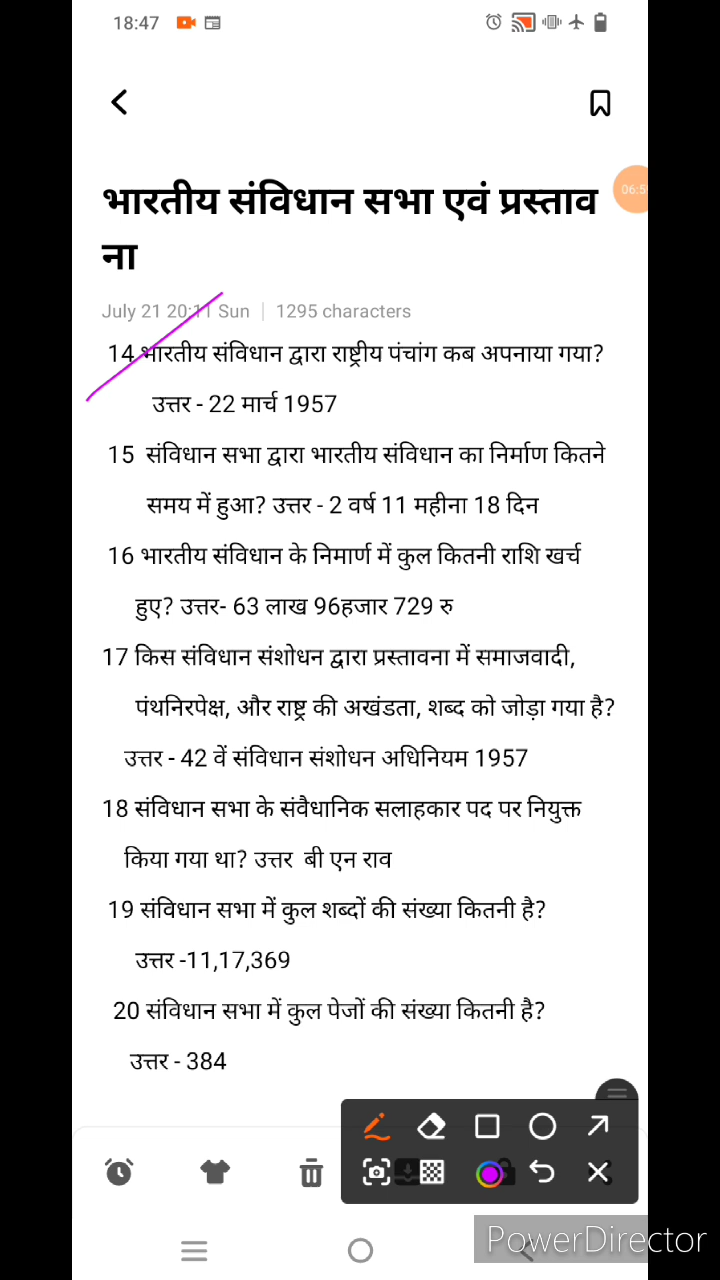 18:47
भारतीय संविधान सभा एवं प्रस्ताव
ना
06:5
July 21 20:11 Sun | 1295 characters
14 भारतीय संविधान द्वारा राष्ट्रीय पंचांग कब अपनाया गया?
उत्तर - 22 मार्च 1957
15 संविधान सभा द्वारा भारतीय संविधान का निर्माण कितने
समय में हुआ? उत्तर - 2 वर्ष 11 महीना 18 दिन
16 भारतीय संविधान के निमार्ण में कुल कितनी राशि खर्च
हुए? उत्तर- 63 लाख 96हजार 729 रु
17 किस संविधान संशोधन द्वारा प्रस्तावना में समाजवादी,
पंथनिरपेक्ष, और राष्ट्र की अखंडता, शब्द को जोड़ा गया है?
उत्तर - 42 वें संविधान संशोधन अधिनियम 1957
18 संविधान सभा के संवैधानिक सलाहकार पद पर नियुक्त
किया गया था? उत्तर बी एन राव
19 संविधान सभा में कुल शब्दों की संख्या कितनी है?
उत्तर -11,17,369
20 संविधान सभा में कुल पेजों की संख्या कितनी है?
उत्तर - 384
PowerDirector